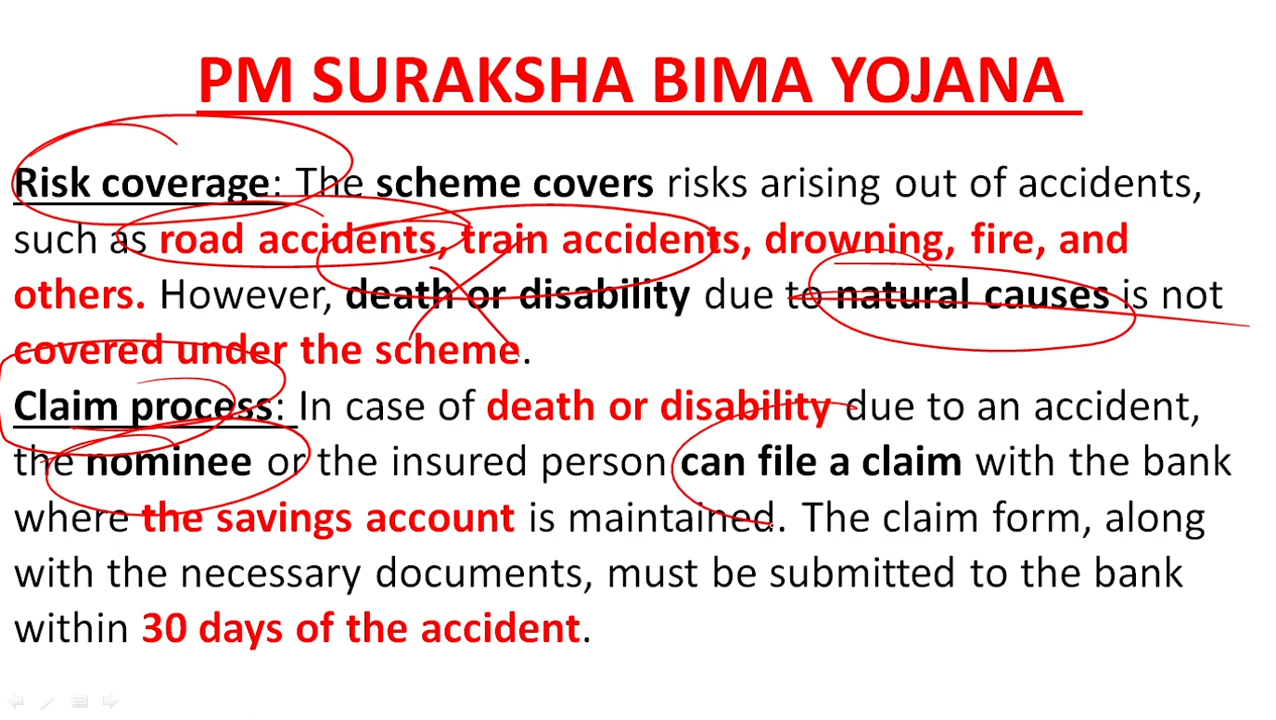 PM SURAKSHA BIMA YOJANA
Risk coverage: The scheme covers risks arising out of accidents,
such as road accidents, train accidents, drowning, fire, and
others. However, death or disability due to natural causes is not
covered under the scheme.
Claim process: In case of death or disability due to an accident,
the nominee or the insured person can file a claim with the bank
where the savings account is maintained. The claim form, along
with the necessary documents, must be submitted to the bank
within 30 days of the accident.